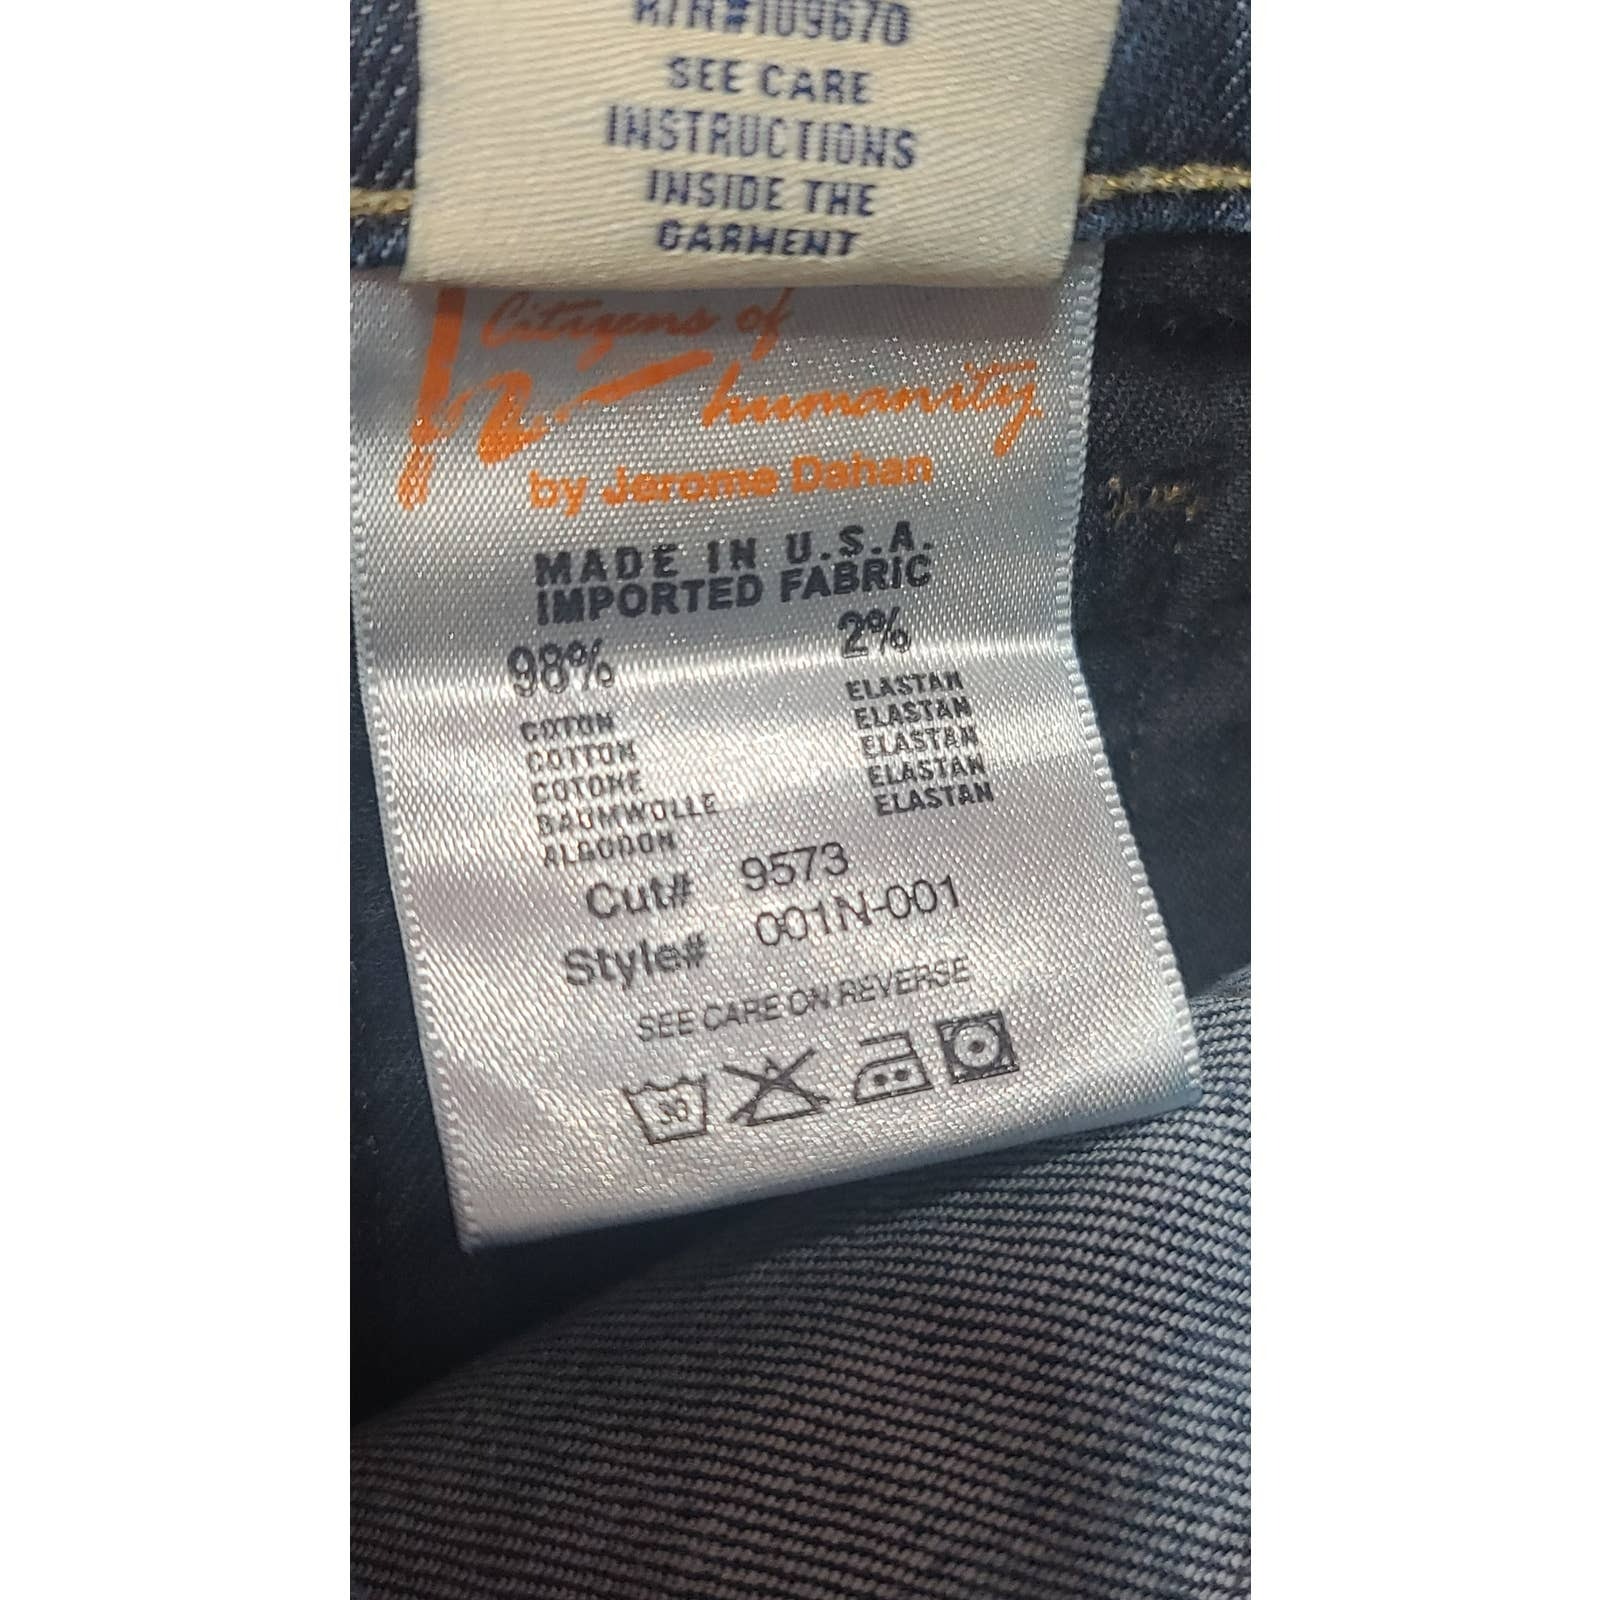 R/N#109670
SEE CARE
INSTRUCTIONS
INSIDE THE
GARMENT
Citizens of
humanity
by Jerome Dahan
MADE IN U.S.A.
IMPORTED FABRIC
98% 2%
COTON ELASTAN
COTTON ELASTAN
COTONE ELASTAN
BAUMWOLLE ELASTAN
ALGODON ELASTAN
Cut# 9573
Style# 001N-001
SEE CARE ON REVERSE
30